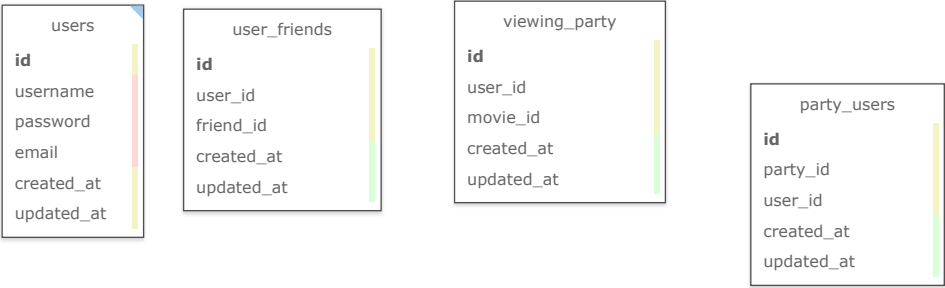 users
id
username
password
email
created_at
updated_at
user_friends
id
user_id
friend_id
created_at
updated_at
viewing_party
id
user_id
movie_id
created_at
updated_at
party_users
id
party_id
user_id
created_at
updated_at